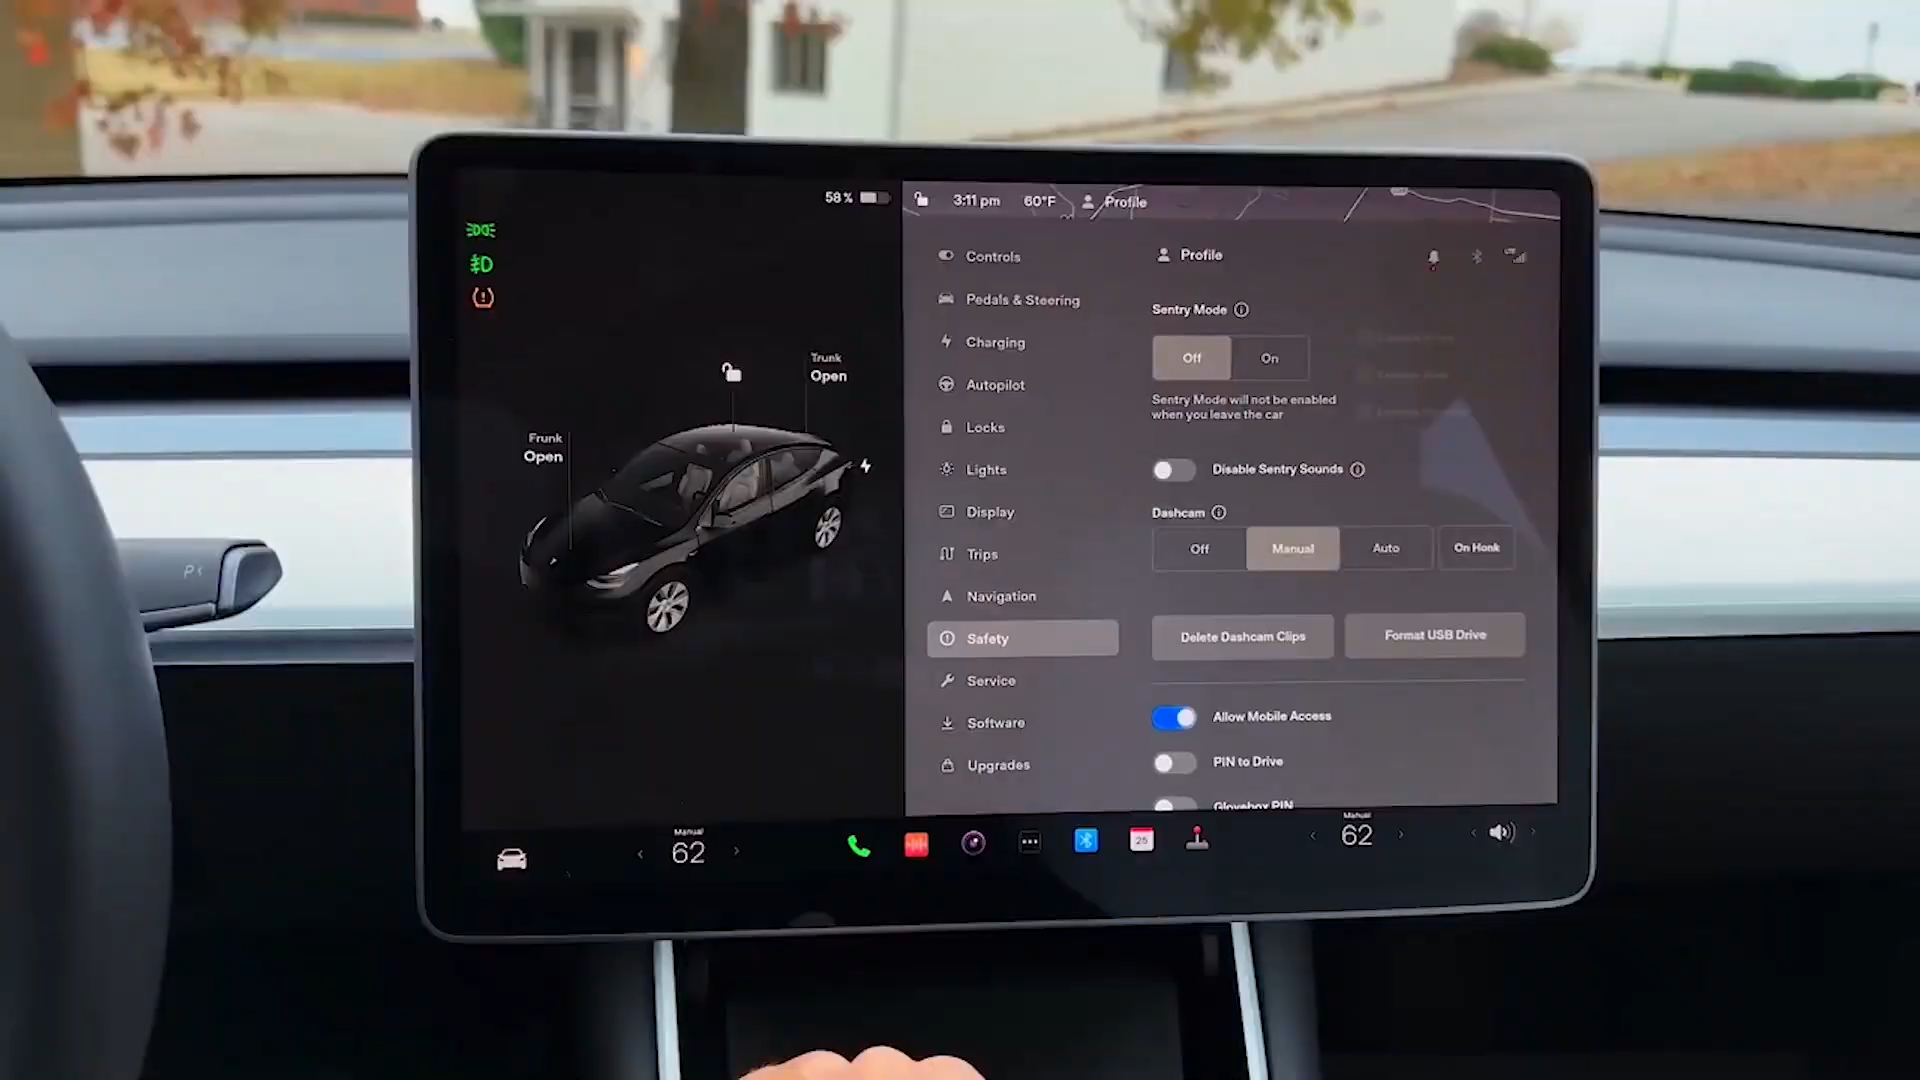 58 %
3:11 pm
60°F
Profile
Trunk
Open
Frunk
Open
Controls
Pedals & Steering
Charging
Autopilot
Locks
Lights
Display
Trips
Navigation
Safety
Service
Software
Upgrades
Profile
Sentry Mode
Off
On
Sentry Mode will not be enabled
when you leave the car
Disable Sentry Sounds
Dashcam
Off
Manual
Auto
On Honk
Delete Dashcam Clips
Format USB Drive
Allow Mobile Access
PIN to Drive
Glovebox PIN
P
Manual
62
25
Manual
62